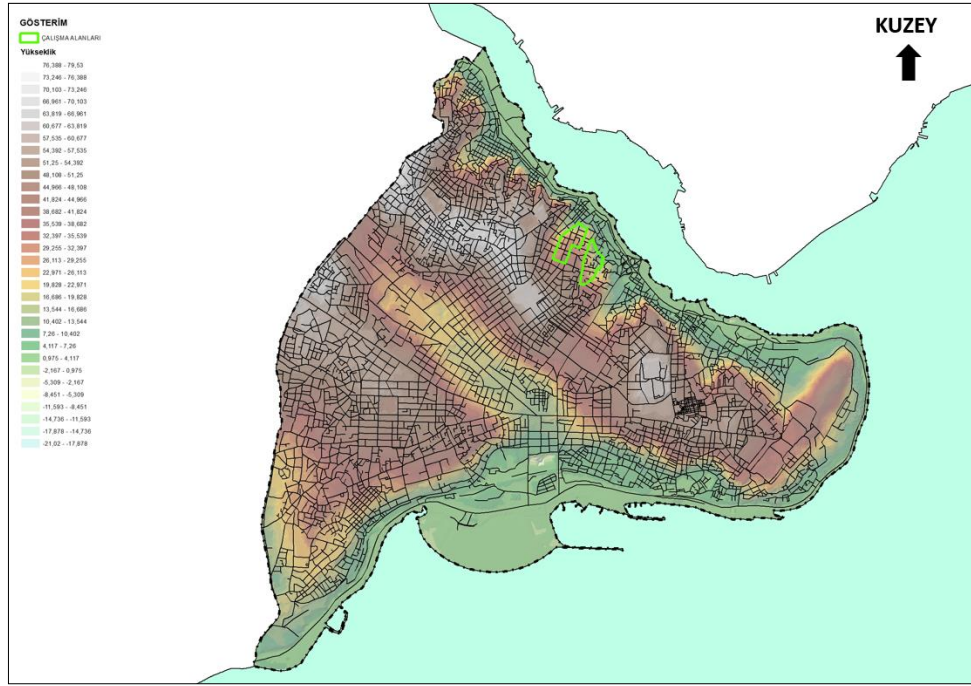 GÖSTERİM
ÇALIŞMA ALANLARI
Yükseklik
76,388 - 79,53
73,246 - 76,388
70,103 - 73,246
66,961 - 70,103
63,819 - 66,961
60,677 - 63,819
57,535 - 60,677
54,392 - 57,535
51,25 - 54,392
48,108 - 51,25
44,966 - 48,108
41,824 - 44,966
38,682 - 41,824
35,539 - 38,682
32,397 - 35,539
29,255 - 32,397
26,113 - 29,255
22,971 - 26,113
19,828 - 22,971
16,686 - 19,828
13,544 - 16,686
10,402 - 13,544
7,26 - 10,402
4,117 - 7,26
0,975 - 4,117
-2,167 - 0,975
-5,309 - -2,167
-8,451 - -5,309
-11,593 - -8,451
-14,736 - -11,593
-17,878 - -14,736
-21,02 - -17,878
KUZEY